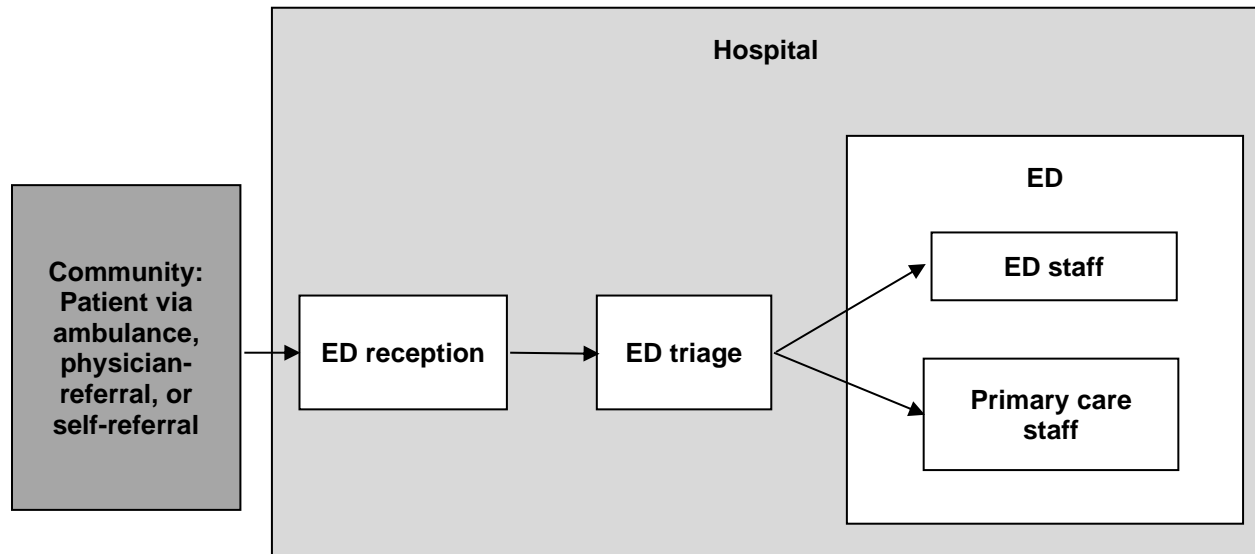 Hospital
ED
ED staff
Community:
Patient via
ambulance,
physician-
referral, or
self-referral
ED reception
ED triage
Primary care
staff